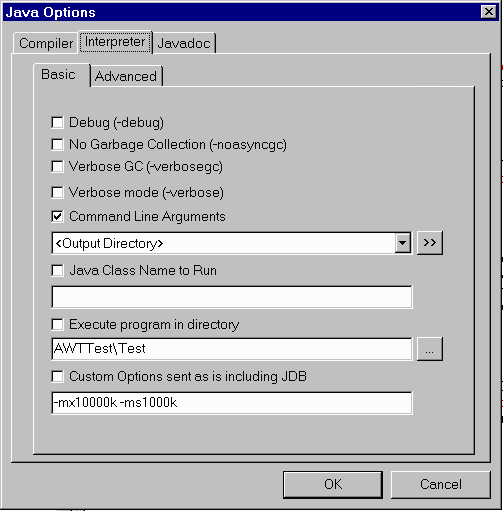 Java Options
Compiler Interpreter Javadoc
Basic Advanced
Debug (-debug)
No Garbage Collection (-noasyncgc)
Verbose GC (-verbosegc)
Verbose mode (-verbose)
Command Line Arguments
<Output Directory> >>
Java Class Name to Run
Execute program in directory
AWTTest\Test ...
Custom Options sent as is including JDB
-mx10000k -ms1000k
OK Cancel